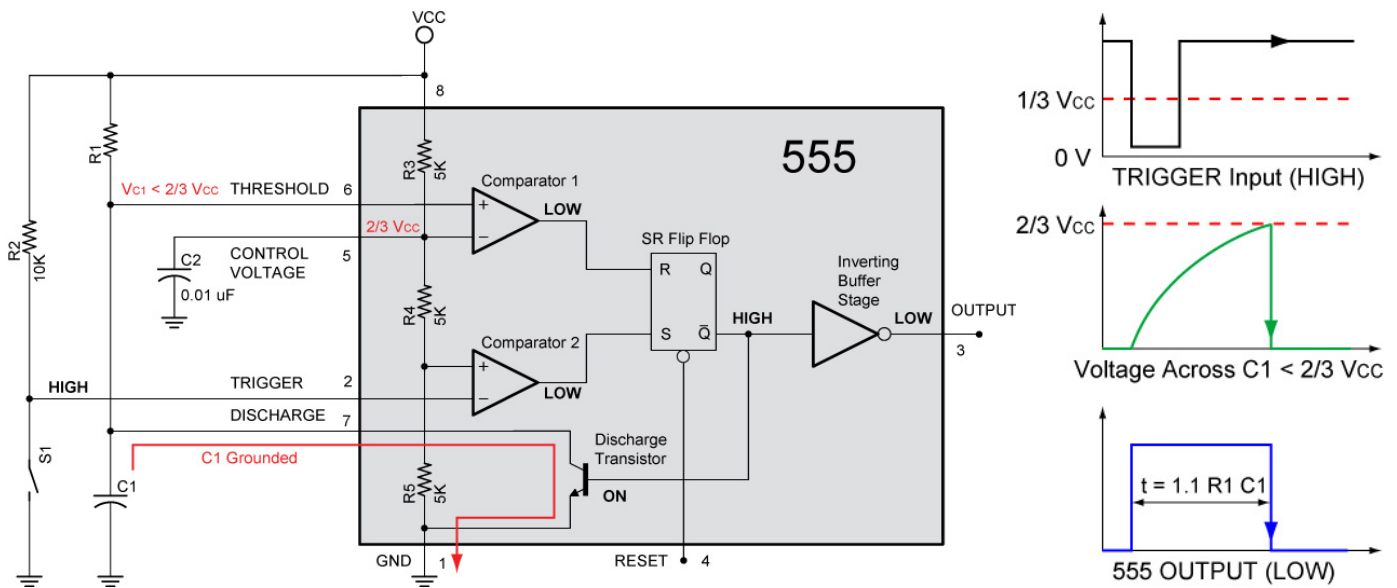 VCC
8
555
R1
R3
5K
Comparator 1
VC1 < 2/3 VCC
THRESHOLD
6
+
LOW
2/3 VCC
−
SR Flip Flop
R2
10K
C2
0.01 uF
CONTROL
VOLTAGE
5
R
Q
Inverting
Buffer
Stage
R4
5K
LOW
OUTPUT
3
HIGH
S
Q̅
Comparator 2
+
LOW
−
HIGH
TRIGGER
2
DISCHARGE
7
S1
C1 Grounded
C1
R5
5K
Discharge
Transistor
ON
GND
1
RESET
4
1/3 VCC
0 V
TRIGGER Input (HIGH)
2/3 VCC
Voltage Across C1 < 2/3 VCC
t = 1.1 R1 C1
555 OUTPUT (LOW)